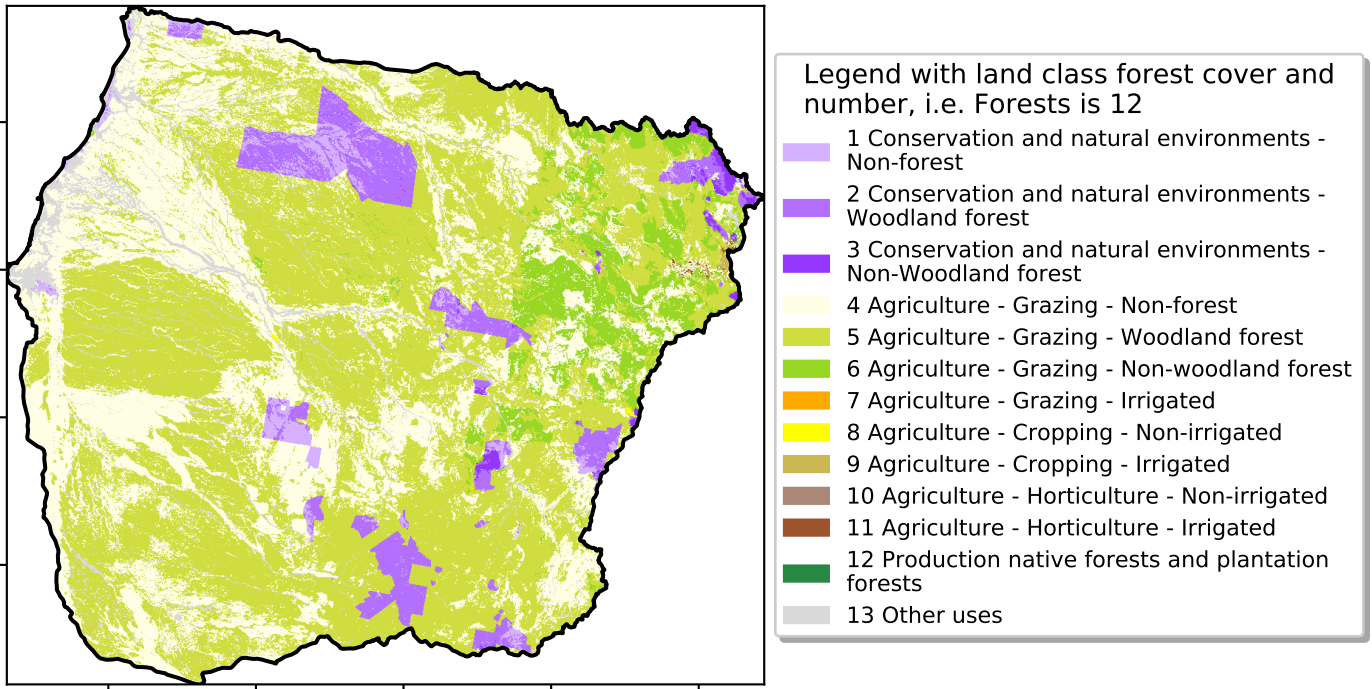 Legend with land class forest cover and
number, i.e. Forests is 12
1 Conservation and natural environments -
Non-forest
2 Conservation and natural environments -
Woodland forest
3 Conservation and natural environments -
Non-Woodland forest
4 Agriculture - Grazing - Non-forest
5 Agriculture - Grazing - Woodland forest
6 Agriculture - Grazing - Non-woodland forest
7 Agriculture - Grazing - Irrigated
8 Agriculture - Cropping - Non-irrigated
9 Agriculture - Cropping - Irrigated
10 Agriculture - Horticulture - Non-irrigated
11 Agriculture - Horticulture - Irrigated
12 Production native forests and plantation
forests
13 Other uses